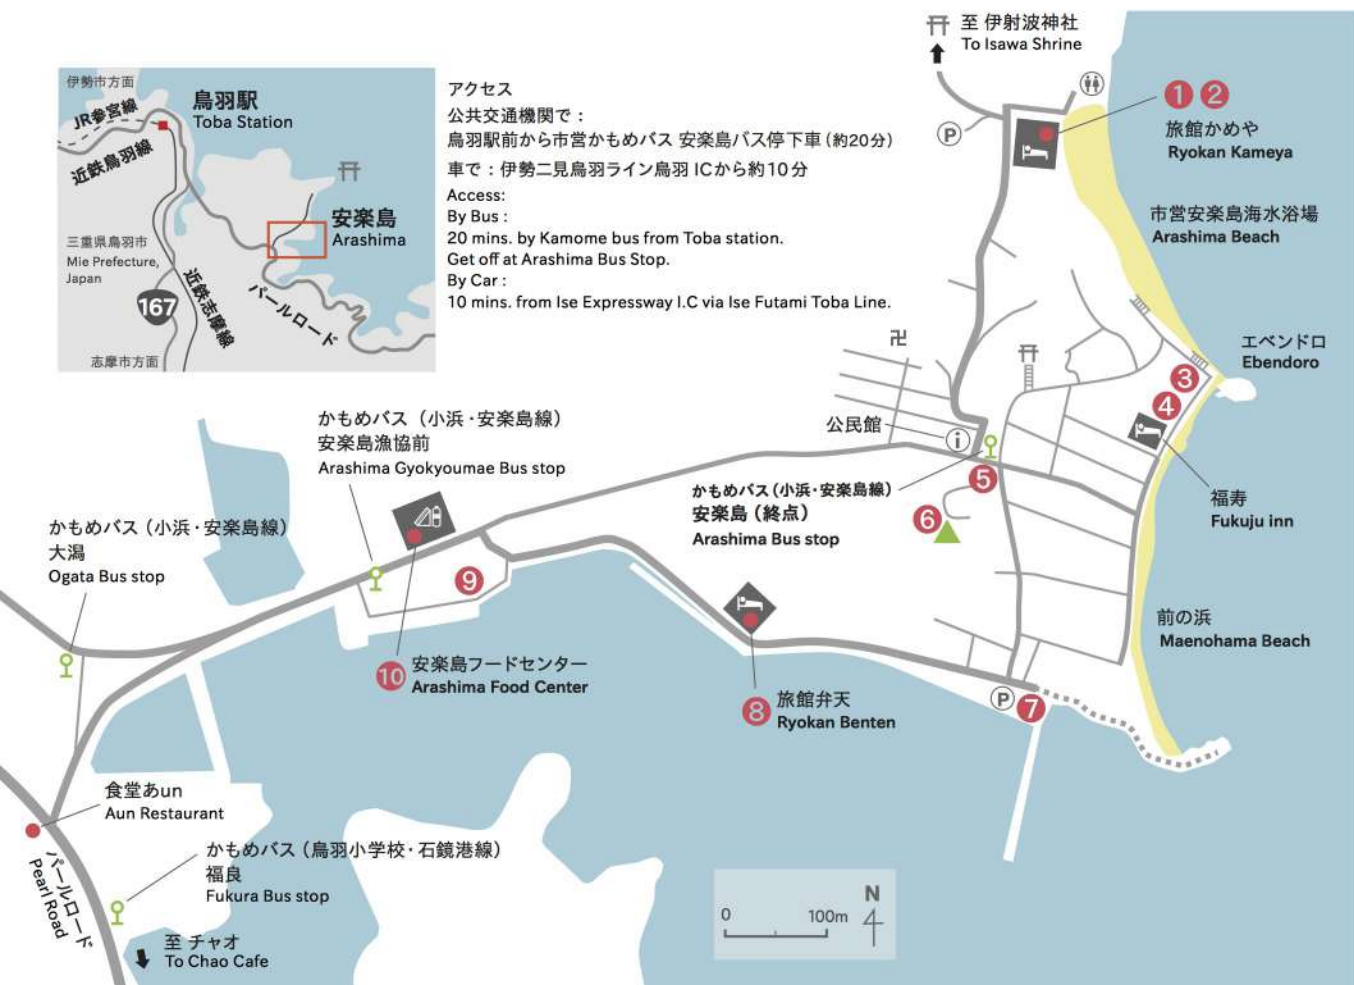 伊勢市方面
JR参宮線
鳥羽駅
Toba Station
近鉄鳥羽線
安楽島
Arashima
三重県鳥羽市
Mie Prefecture,
Japan
167
近鉄志摩線
パールロード
志摩市方面
アクセス
公共交通機関で：
鳥羽駅前から市営かもめバス 安楽島バス停下車（約20分）
車で：伊勢二見鳥羽ライン鳥羽 ICから約10分
Access:
By Bus :
20 mins. by Kamome bus from Toba station.
Get off at Arashima Bus Stop.
By Car :
10 mins. from Ise Expressway I.C via Ise Futami Toba Line.
至 伊射波神社
To Isawa Shrine
P
1 2
旅館かめや
Ryokan Kameya
市営安楽島海水浴場
Arashima Beach
エベンドロ
Ebendoro
3
4
福寿
Fukuju inn
公民館
i
かもめバス（小浜・安楽島線）
安楽島（終点）
Arashima Bus stop
5
6
前の浜
Maenohama Beach
P
7
8
旅館弁天
Ryokan Benten
かもめバス（小浜・安楽島線）
安楽島漁協前
Arashima Gyokyoumae Bus stop
9
10
安楽島フードセンター
Arashima Food Center
かもめバス（小浜・安楽島線）
大潟
Ogata Bus stop
食堂あun
Aun Restaurant
パールロード
Pearl Road
かもめバス（鳥羽小学校・石鏡港線）
福良
Fukura Bus stop
至 チャオ
To Chao Cafe
0 100m
N